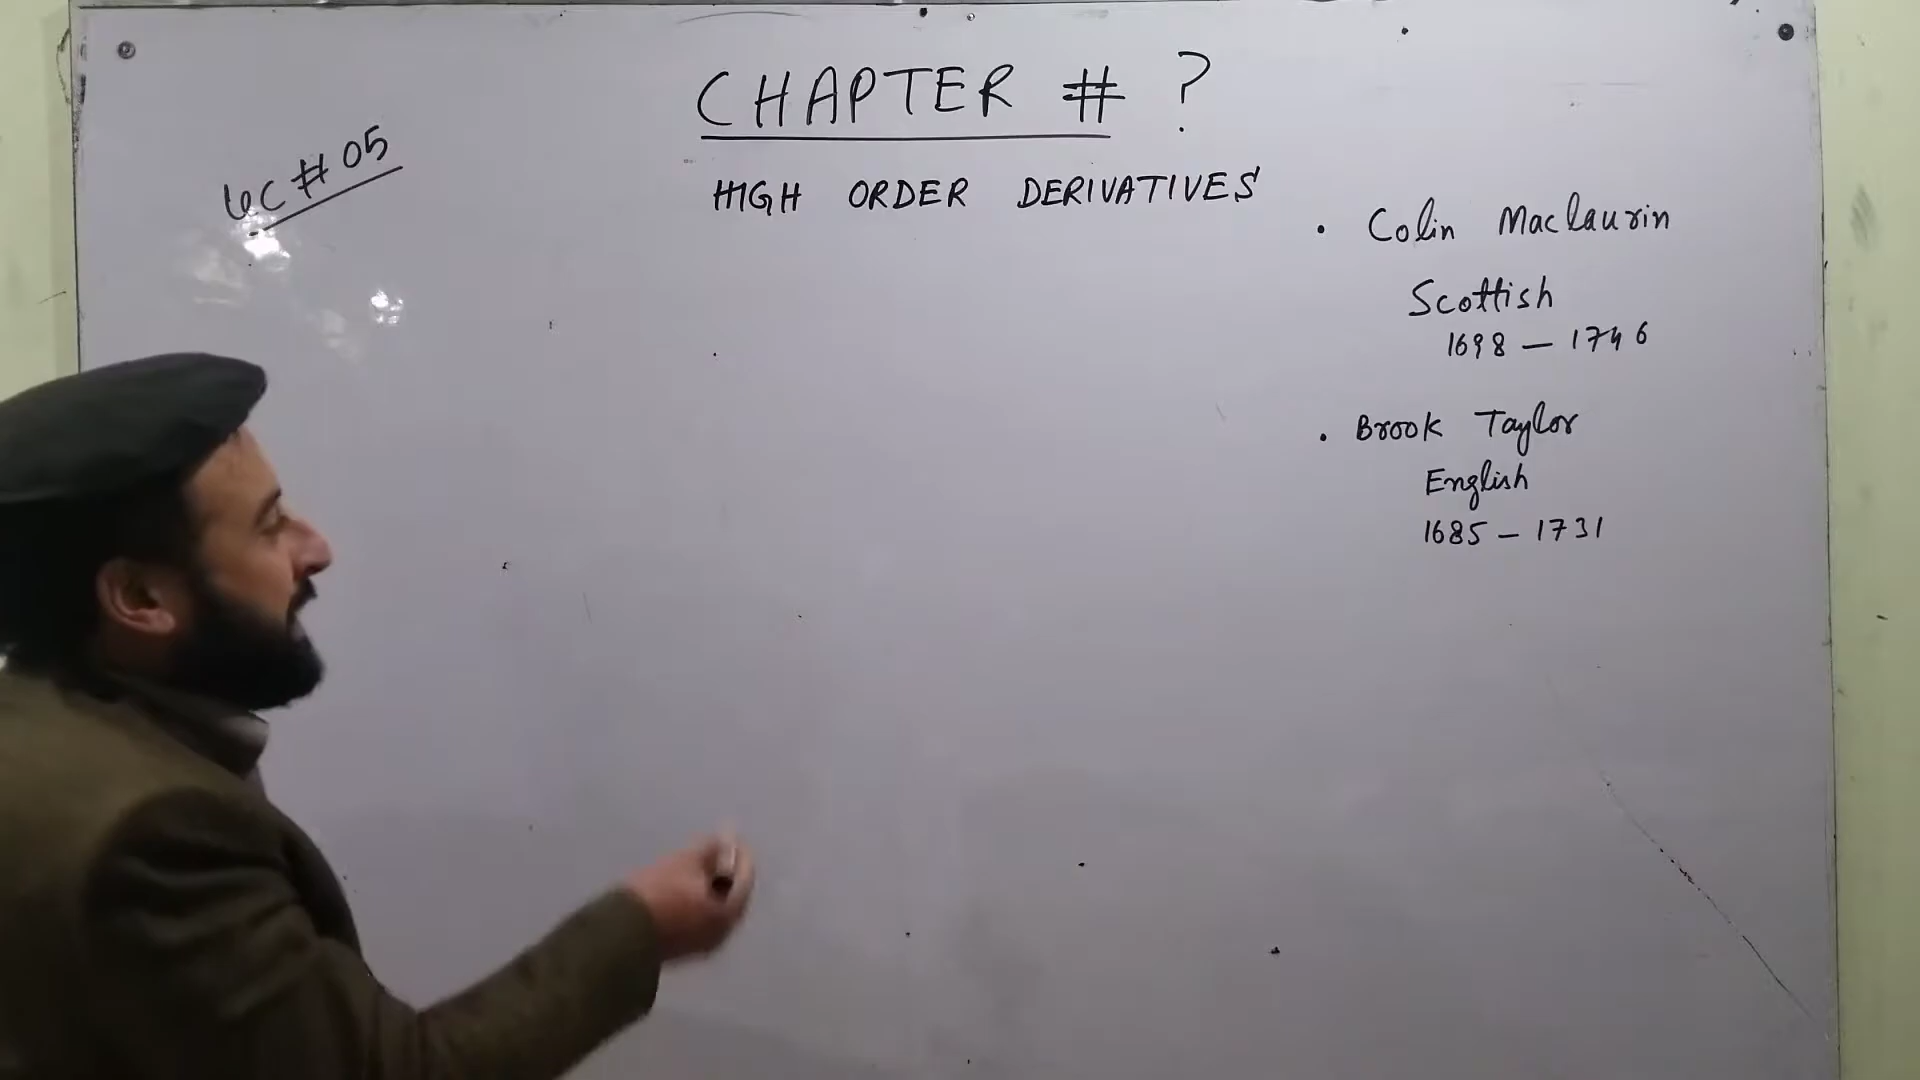 CHAPTER # ?
Lec # 05
HIGH ORDER DERIVATIVES
• Colin Maclaurin
Scottish
1698 – 1746
• Brook Taylor
English
1685 – 1731